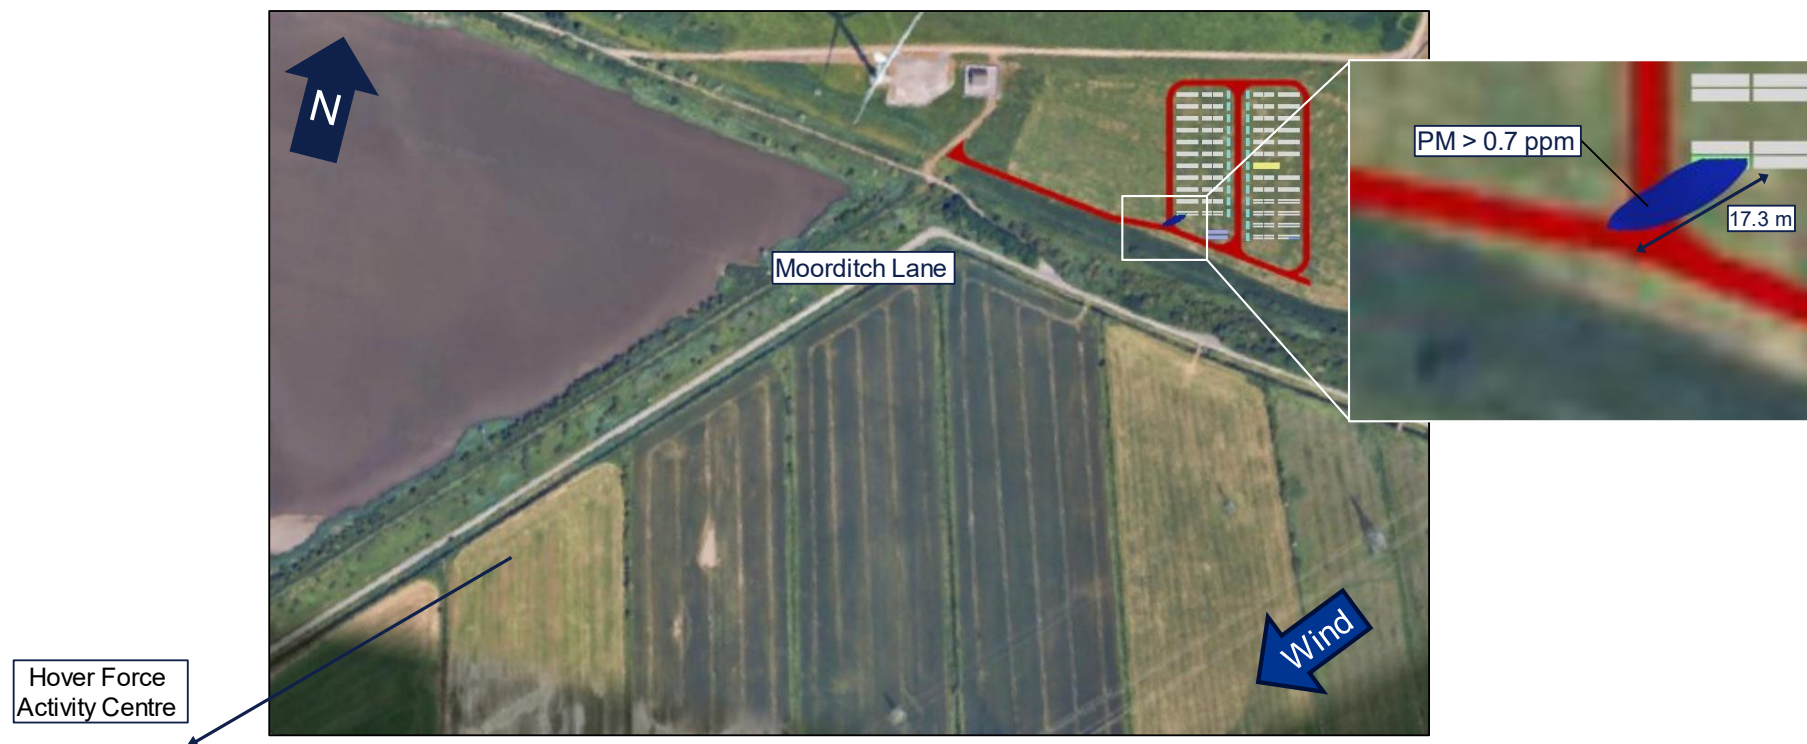 N
PM > 0.7 ppm
17.3 m
Moorditch Lane
Wind
Hover Force
Activity Centre